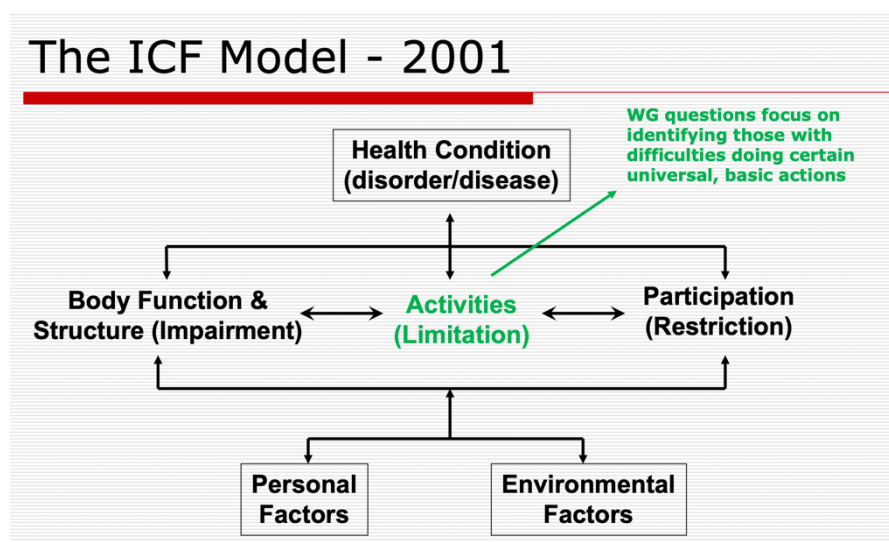 The ICF Model - 2001
WG questions focus on
identifying those with
difficulties doing certain
universal, basic actions
Health Condition
(disorder/disease)
Body Function &
Structure (Impairment)
Activities
(Limitation)
Participation
(Restriction)
Personal
Factors
Environmental
Factors